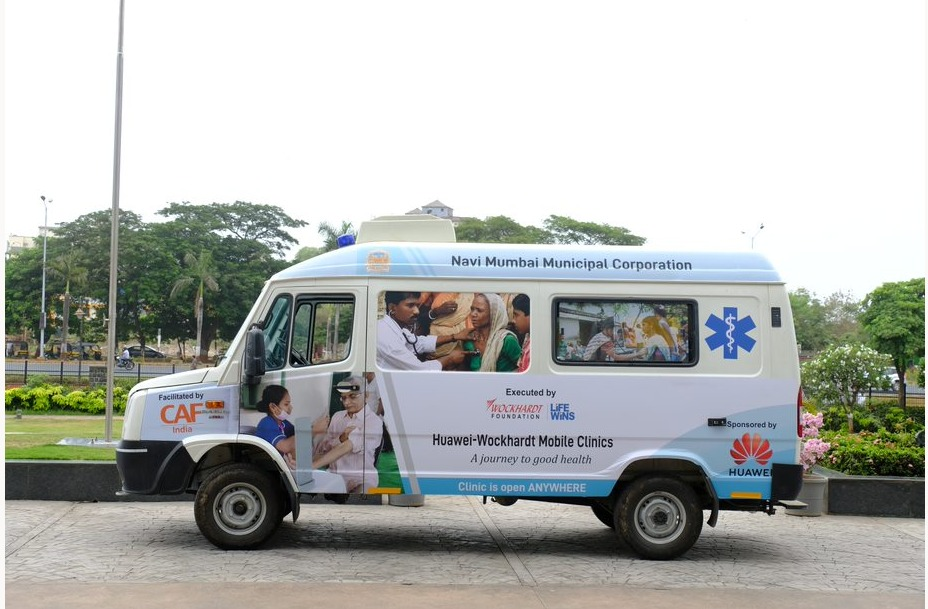 Navi Mumbai Municipal Corporation
Facilitated by
CAF
India
Executed by
WOCKHARDT
FOUNDATION
LiFE
WiNS
Huawei-Wockhardt Mobile Clinics
A journey to good health
Clinic is open ANYWHERE
Sponsored by
HUAWEI